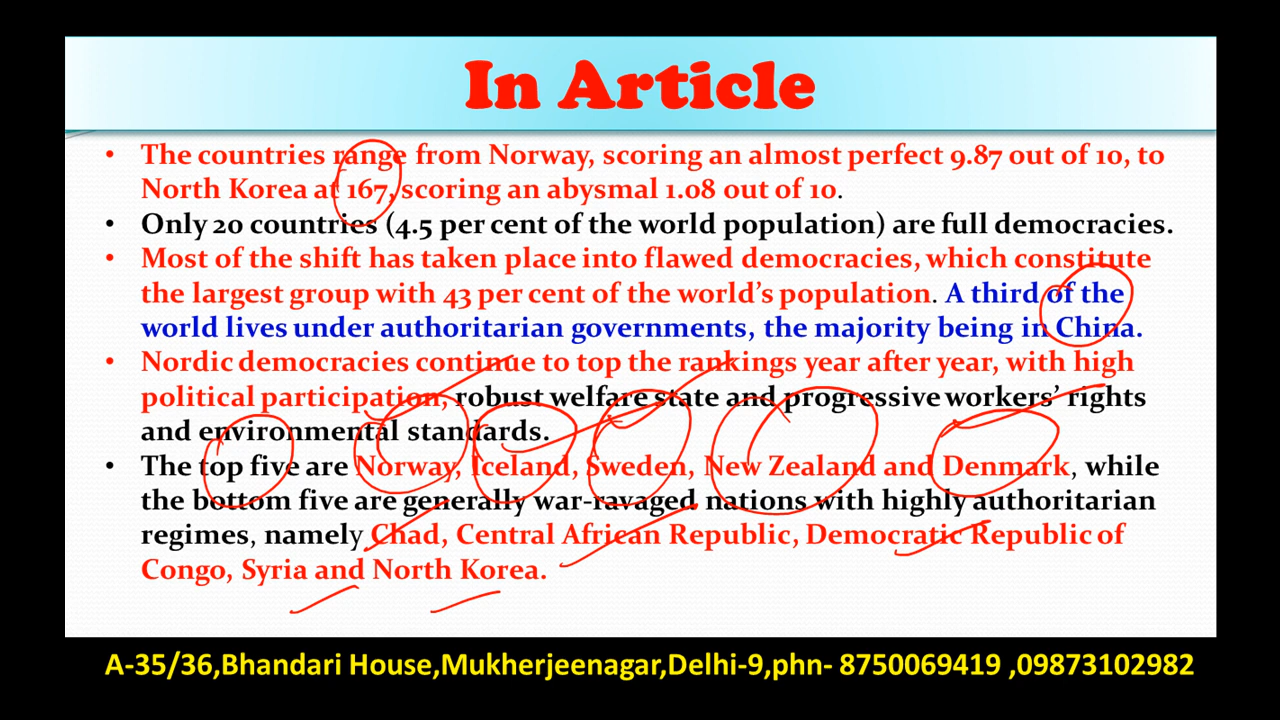 In Article
• The countries range from Norway, scoring an almost perfect 9.87 out of 10, to
North Korea at 167, scoring an abysmal 1.08 out of 10.
• Only 20 countries (4.5 per cent of the world population) are full democracies.
• Most of the shift has taken place into flawed democracies, which constitute
the largest group with 43 per cent of the world's population. A third of the
world lives under authoritarian governments, the majority being in China.
• Nordic democracies continue to top the rankings year after year, with high
political participation, robust welfare state and progressive workers' rights
and environmental standards.
• The top five are Norway, Iceland, Sweden, New Zealand and Denmark, while
the bottom five are generally war-ravaged nations with highly authoritarian
regimes, namely Chad, Central African Republic, Democratic Republic of
Congo, Syria and North Korea.
A-35/36,Bhandari House,Mukherjeenagar,Delhi-9,phn- 8750069419 ,09873102982